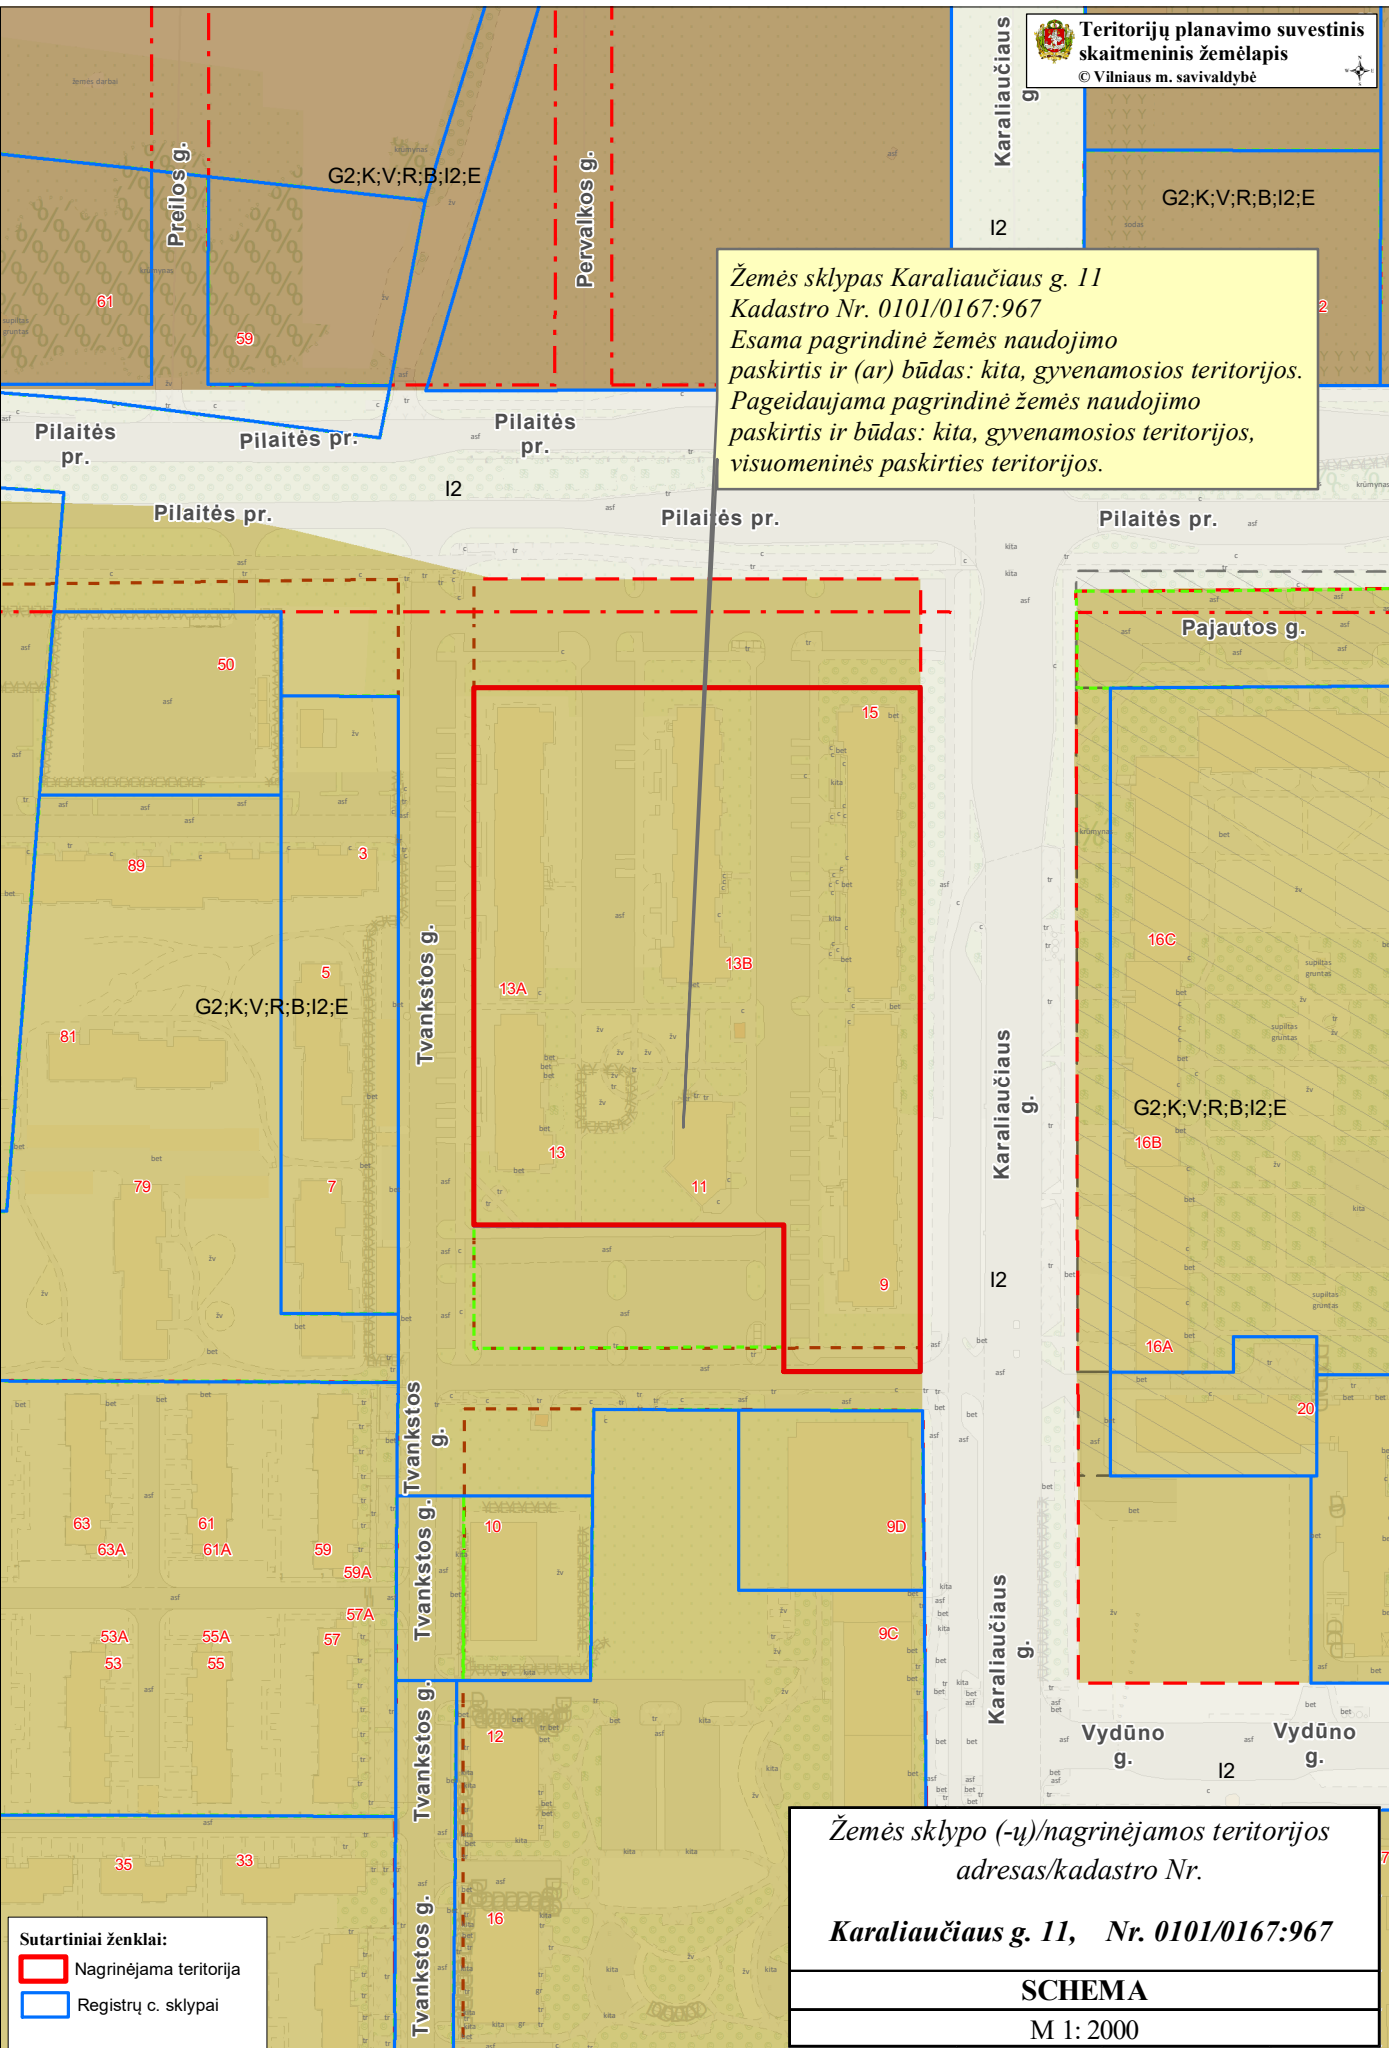 Teritorijų planavimo suvestinis
skaitmeninis žemėlapis
© Vilniaus m. savivaldybė
Karaliaučiaus
g.
žemės darbai
krūmynas
G2;K;V;R;B;I2;E
Preilos g.
Pervalkos g.
G2;K;V;R;B;I2;E
sodas
I2
61
59
2
Žemės sklypas Karaliaučiaus g. 11
Kadastro Nr. 0101/0167:967
Esama pagrindinė žemės naudojimo
paskirtis ir (ar) būdas: kita, gyvenamosios teritorijos.
Pageidaujama pagrindinė žemės naudojimo
paskirtis ir būdas: kita, gyvenamosios teritorijos,
visuomeninės paskirties teritorijos.
Pilaitės
pr.
Pilaitės pr.
Pilaitės
pr.
I2
Pilaitės pr.
Pilaitės pr.
Pilaitės pr.
Pajautos g.
50
15
89
3
Tvankstos g.
5
13A
13B
16C
G2;K;V;R;B;I2;E
81
Karaliaučiaus
g.
G2;K;V;R;B;I2;E
16B
13
79
7
11
I2
9
16A
20
Tvankstos
g.
63
61
63A
61A
59
59A
Tvankstos g.
10
9D
57A
53A
55A
57
53
55
9C
Karaliaučiaus
g.
Tvankstos g.
12
Vydūno
g.
Vydūno
g.
I2
35
33
Tvankstos g.
16
7
Žemės sklypo (-ų)/nagrinėjamos teritorijos
adresas/kadastro Nr.
Karaliaučiaus g. 11, Nr. 0101/0167:967
SCHEMA
M 1: 2000
Sutartiniai ženklai:
Nagrinėjama teritorija
Registrų c. sklypai